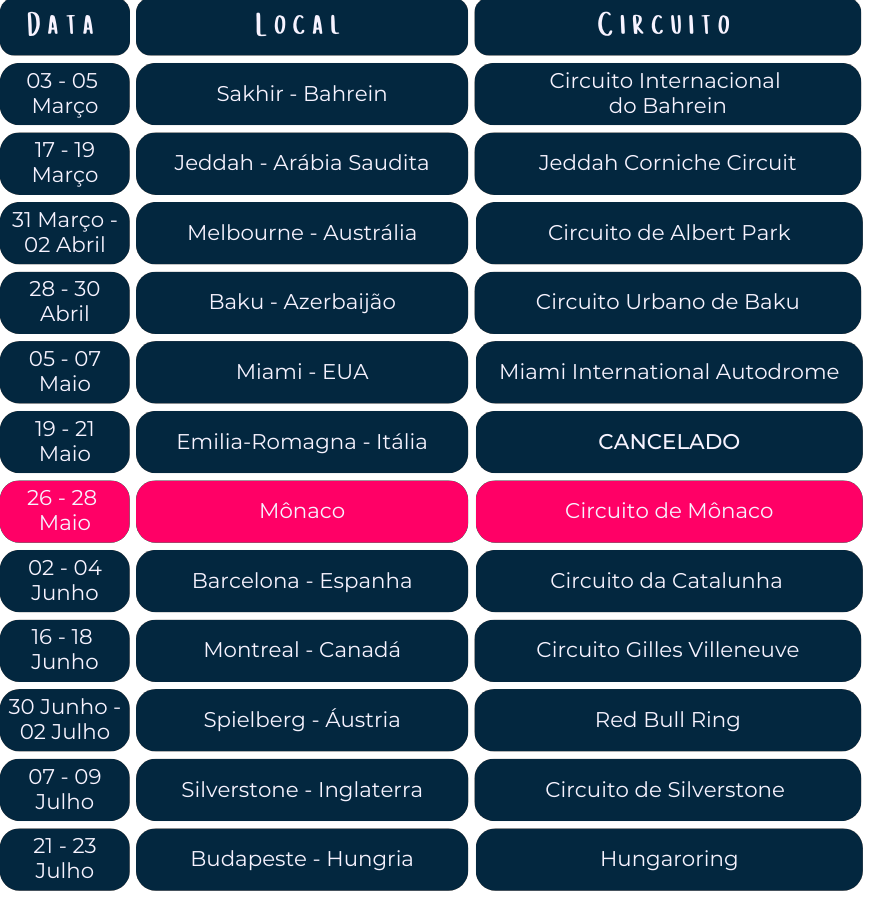 Data Local Circuito
03 - 05
Março
Sakhir - Bahrein
Circuito Internacional
do Bahrein
17 - 19
Março
Jeddah - Arábia Saudita
Jeddah Corniche Circuit
31 Março -
02 Abril
Melbourne - Austrália
Circuito de Albert Park
28 - 30
Abril
Baku - Azerbaijão
Circuito Urbano de Baku
05 - 07
Maio
Miami - EUA
Miami International Autodrome
19 - 21
Maio
Emilia-Romagna - Itália
CANCELADO
26 - 28
Maio
Mônaco
Circuito de Mônaco
02 - 04
Junho
Barcelona - Espanha
Circuito da Catalunha
16 - 18
Junho
Montreal - Canadá
Circuito Gilles Villeneuve
30 Junho -
02 Julho
Spielberg - Áustria
Red Bull Ring
07 - 09
Julho
Silverstone - Inglaterra
Circuito de Silverstone
21 - 23
Julho
Budapeste - Hungria
Hungaroring